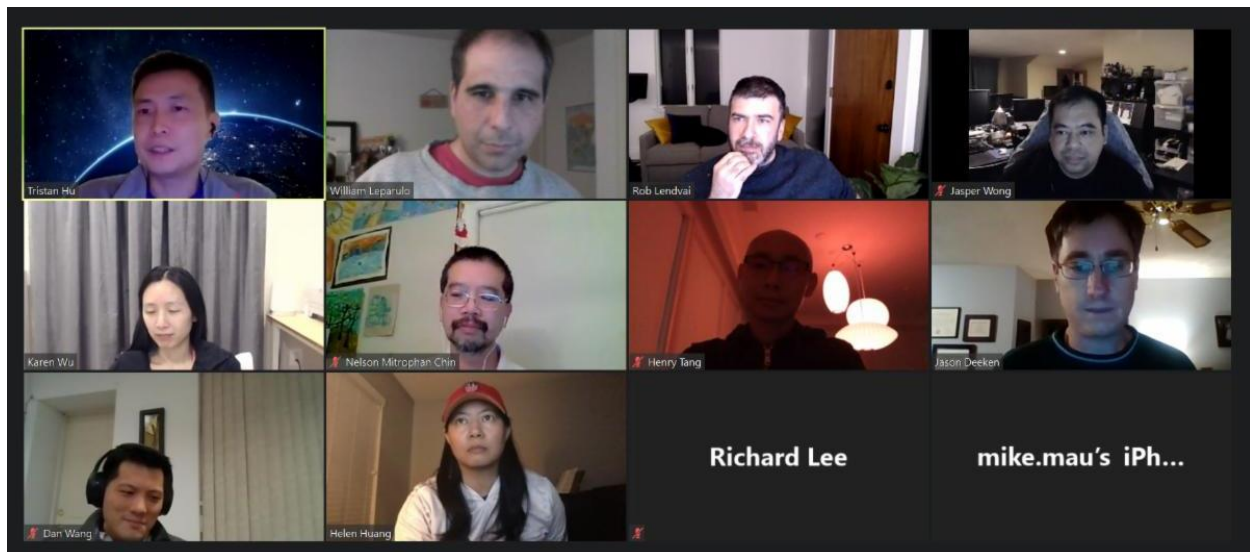 Tristan Hu
William Leparulo
Rob Lendvai
Jasper Wong
Karen Wu
Nelson Mitrophan Chin
Henry Tang
Jason Deeken
Dan Wang
Helen Huang
Richard Lee
mike.mau's iPh...